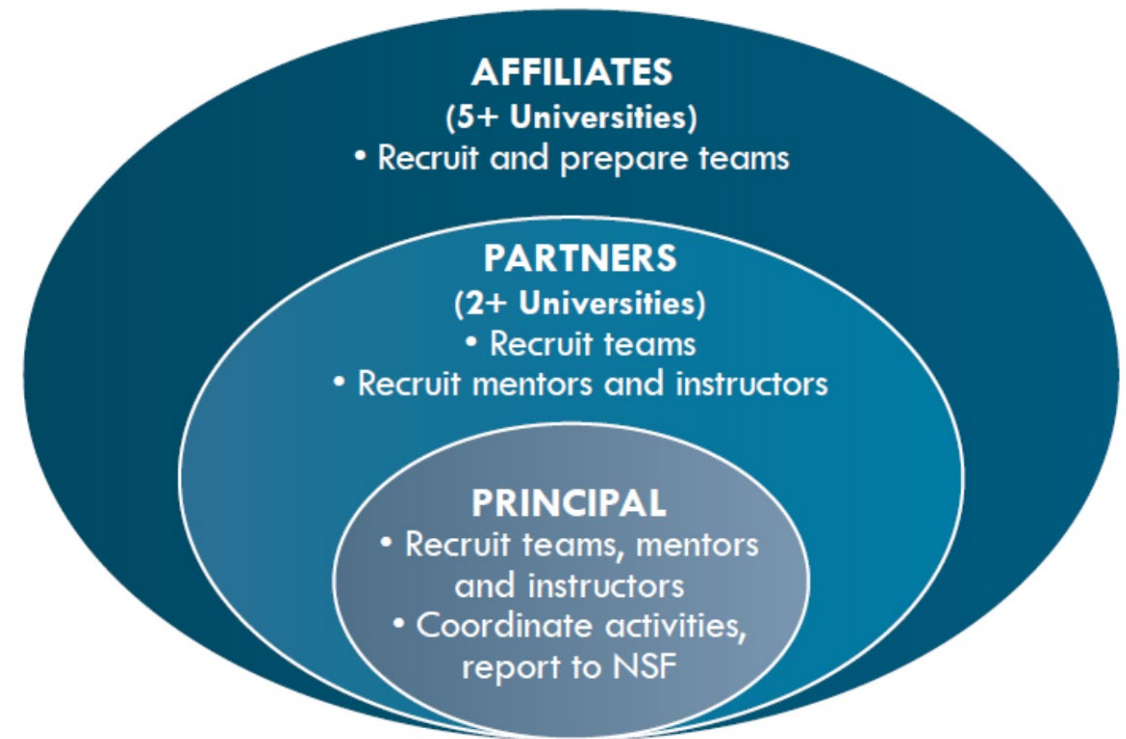 AFFILIATES
(5+ Universities)
• Recruit and prepare teams
PARTNERS
(2+ Universities)
• Recruit teams
• Recruit mentors and instructors
PRINCIPAL
• Recruit teams, mentors
and instructors
• Coordinate activities,
report to NSF